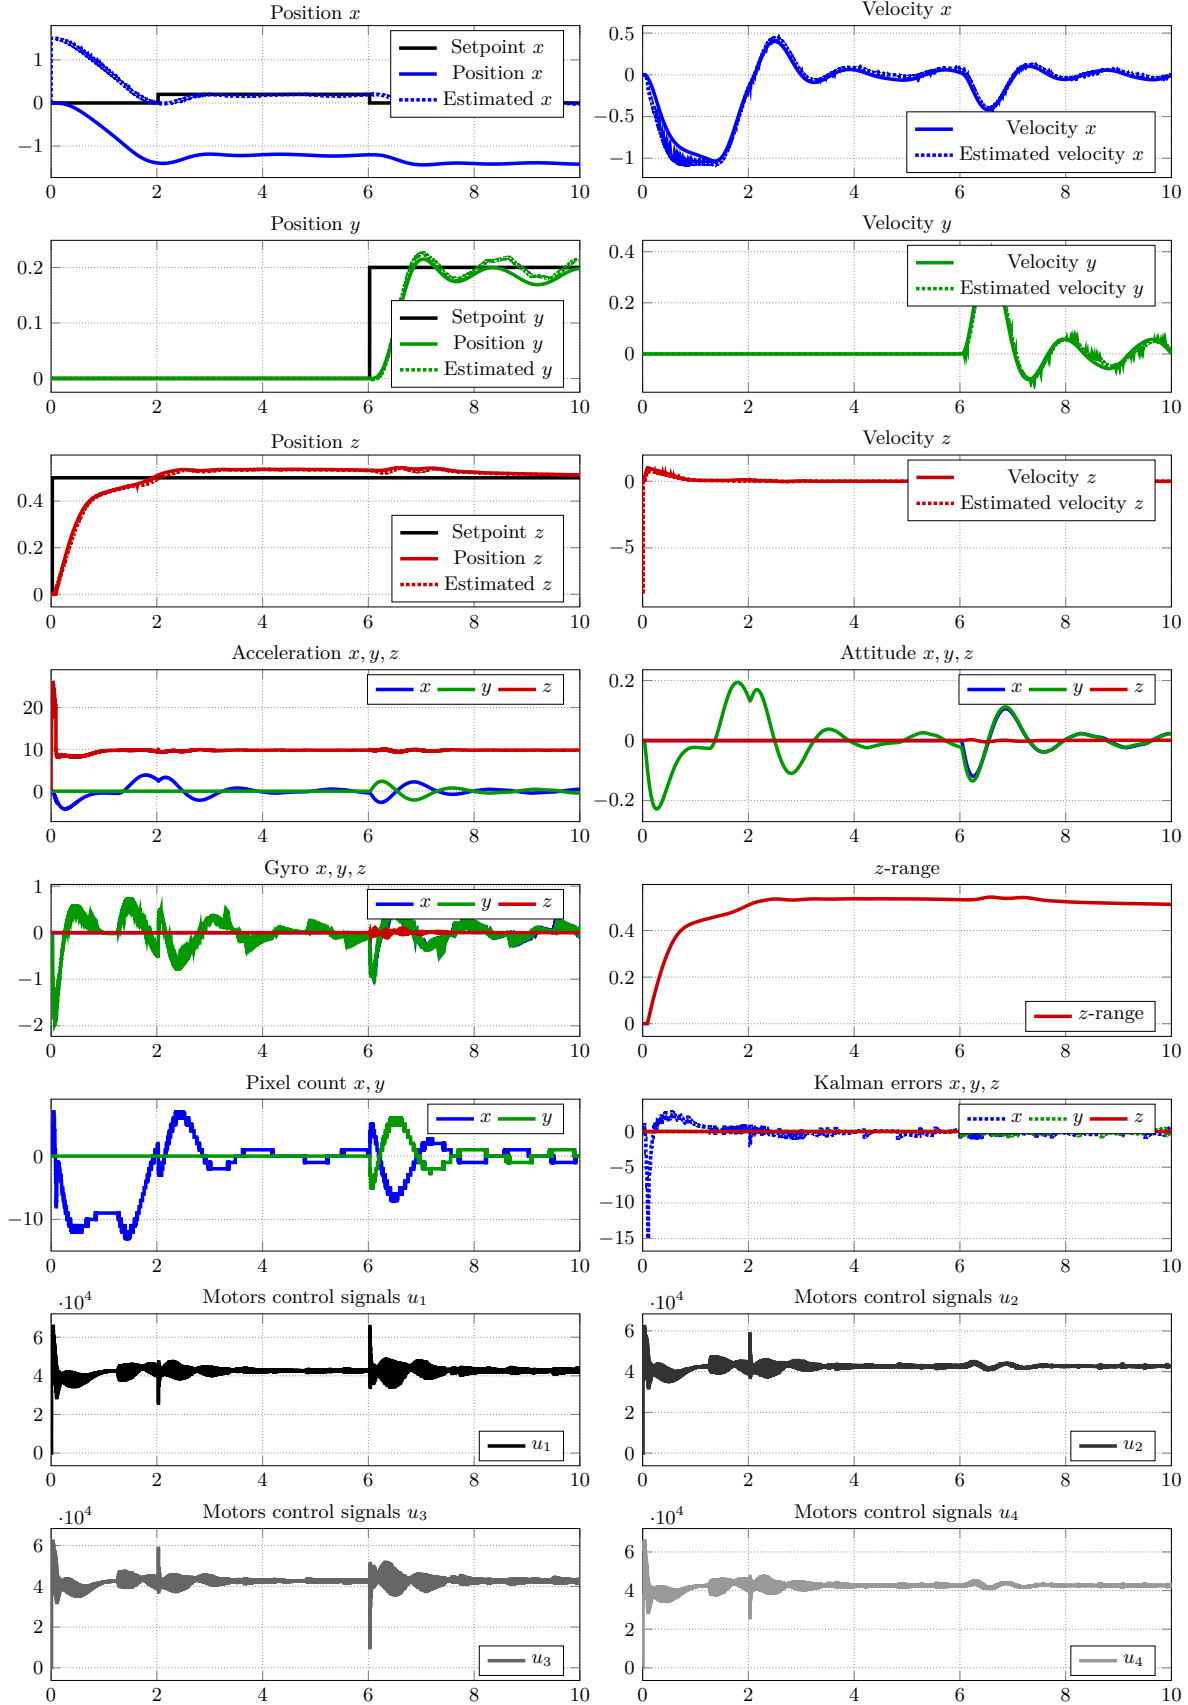 Position x
1
0
−1
Setpoint x
Position x
Estimated x
0 2 4 6 8 10
Velocity x
0.5
0
−0.5
−1
Velocity x
Estimated velocity x
0 2 4 6 8 10
Position y
0.2
0.1
0
Setpoint y
Position y
Estimated y
0 2 4 6 8 10
Velocity y
0.4
0.2
0
Velocity y
Estimated velocity y
0 2 4 6 8 10
Position z
0.4
0.2
0
Setpoint z
Position z
Estimated z
0 2 4 6 8 10
Velocity z
0
−5
Velocity z
Estimated velocity z
0 2 4 6 8 10
Acceleration x, y, z
x y z
20
10
0
0 2 4 6 8 10
Attitude x, y, z
x y z
0.2
0
−0.2
0 2 4 6 8 10
Gyro x, y, z
x y z
1
0
−1
−2
0 2 4 6 8 10
z-range
0.4
0.2
0
z-range
0 2 4 6 8 10
Pixel count x, y
x y
0
−10
0 2 4 6 8 10
Kalman errors x, y, z
x y z
0
−5
−10
−15
0 2 4 6 8 10
·10⁴
Motors control signals u₁
6
4
2
0
u₁
0 2 4 6 8 10
·10⁴
Motors control signals u₂
6
4
2
0
u₂
0 2 4 6 8 10
·10⁴
Motors control signals u₃
6
4
2
0
u₃
0 2 4 6 8 10
·10⁴
Motors control signals u₄
6
4
2
0
u₄
0 2 4 6 8 10